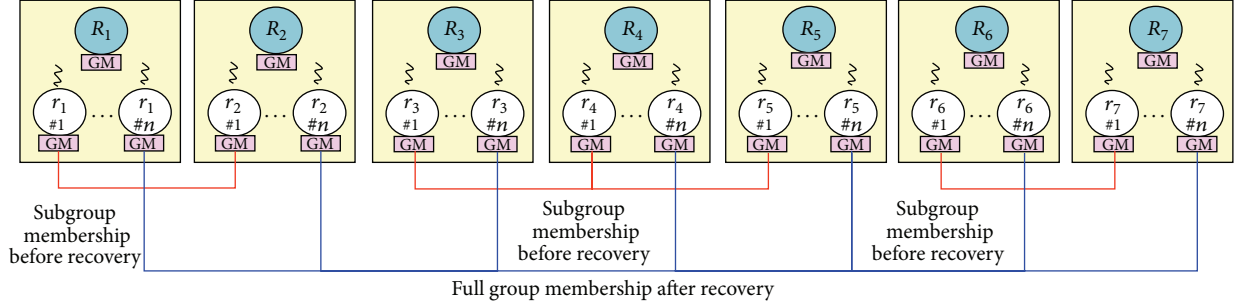 R1 R2 R3 R4 R5 R6 R7
GM GM GM GM GM GM GM
r1 #1 ... r1 #n r2 #1 ... r2 #n r3 #1 ... r3 #n r4 #1 ... r4 #n r5 #1 ... r5 #n r6 #1 ... r6 #n r7 #1 ... r7 #n
GM GM GM GM GM GM GM GM GM GM GM GM GM GM
Subgroup
membership
before recovery
Subgroup
membership
before recovery
Subgroup
membership
before recovery
Full group membership after recovery